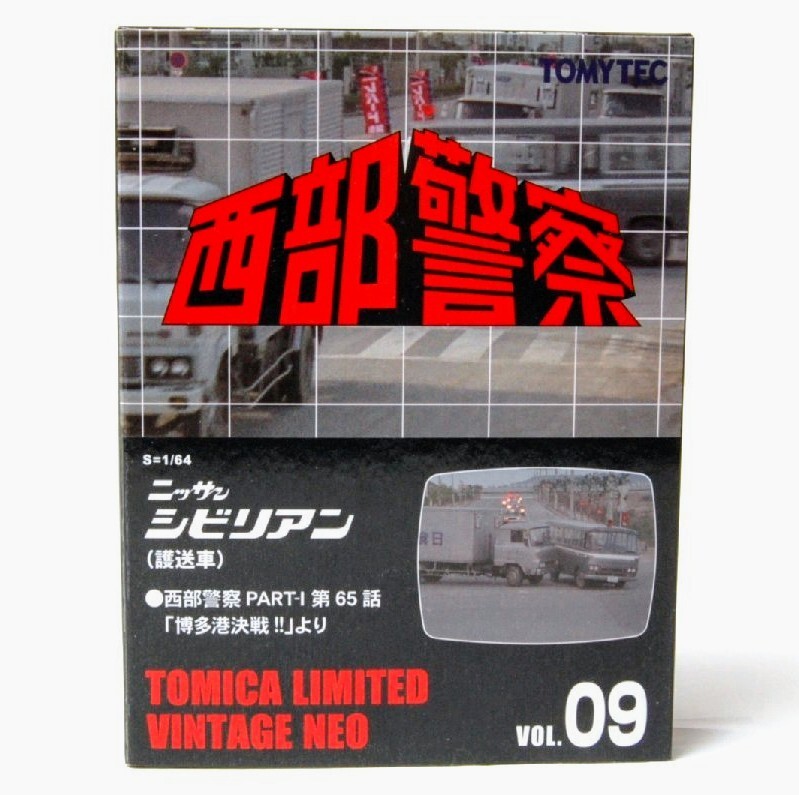 TOMYTEC
西部警察
S=1/64
ニッサン
シビリアン
(護送車)
●西部警察 PART-I 第65話
「博多港決戦!!」より
TOMICA LIMITED
VINTAGE NEO
VOL.09